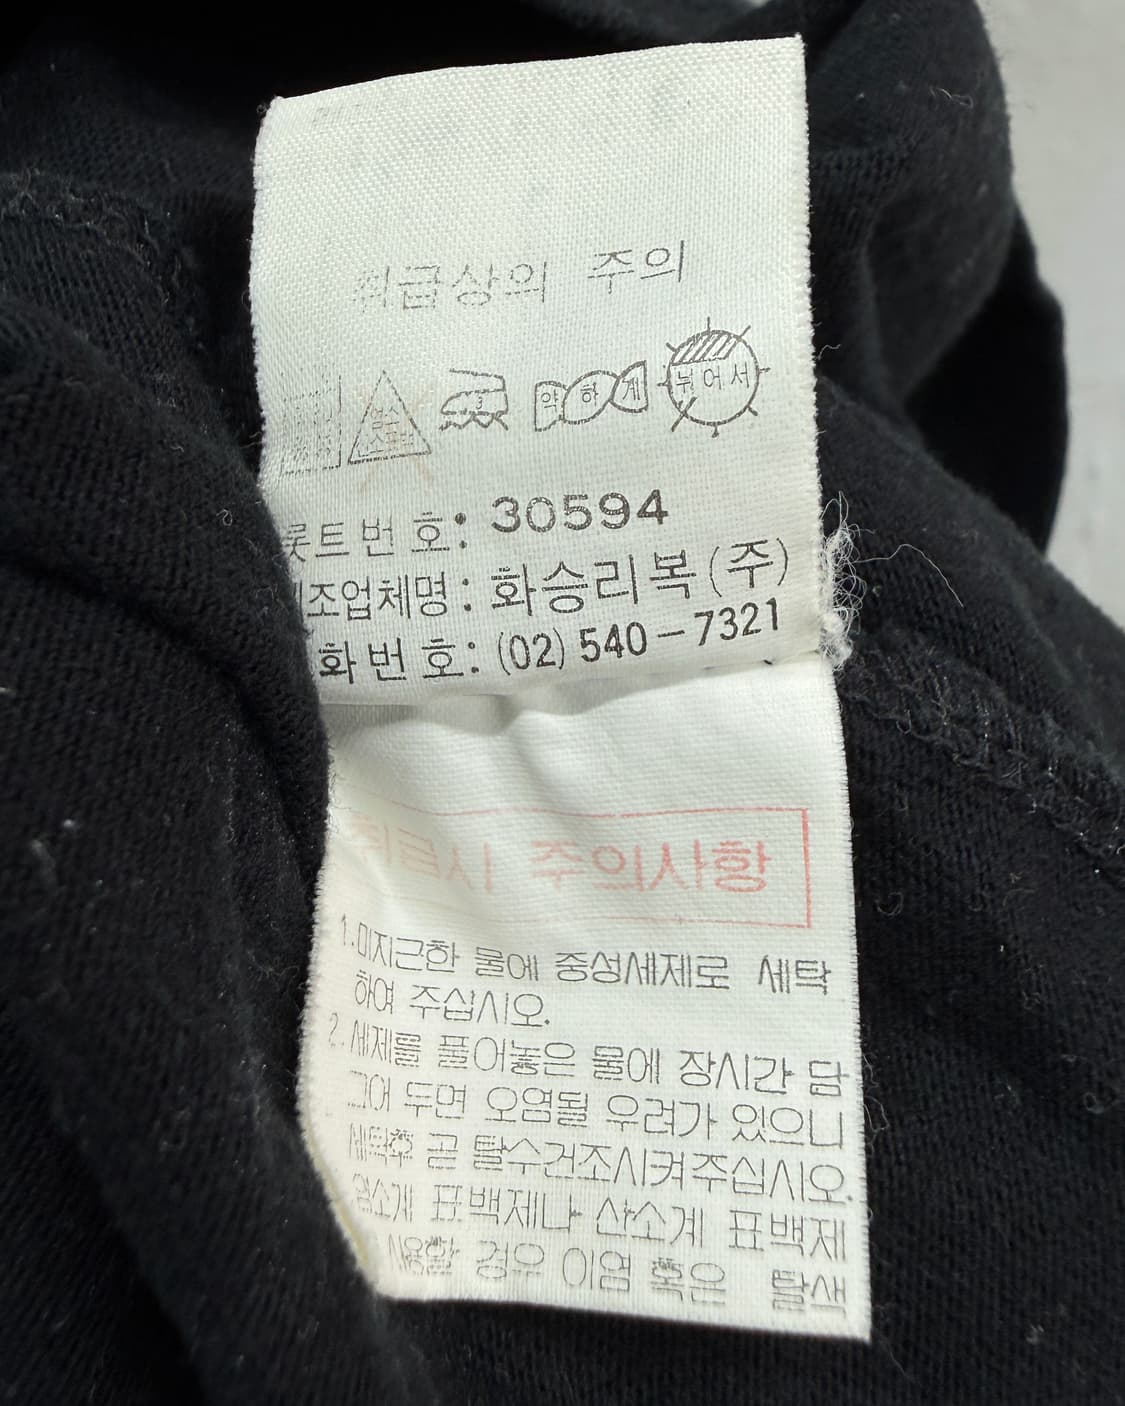 취급상의 주의
염소 표백
약하게
뉘어서
롯트번호: 30594
제조업체명: 화승리복(주)
전화번호: (02) 540-7321
취급시 주의사항
1. 미지근한 물에 중성세제로 세탁
하여 주십시오.
2. 세제를 풀어놓은 물에 장시간 담
그어 두면 오염될 우려가 있으니
세탁후 곧 탈수건조시켜주십시오.
염소계 표백제나 산소계 표백제
사용할 경우 이염 혹은 탈색